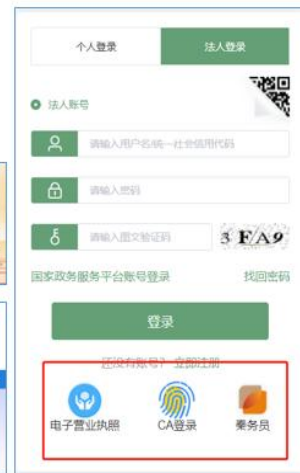 个人登录
法人登录
法人账号
请输入用户名/统一社会信用代码
请输入密码
请输入图文验证码
3 FA9
国家政务服务平台账号登录
找回密码
登录
还没有账号? 立即注册
电子营业执照
CA登录
秦务员